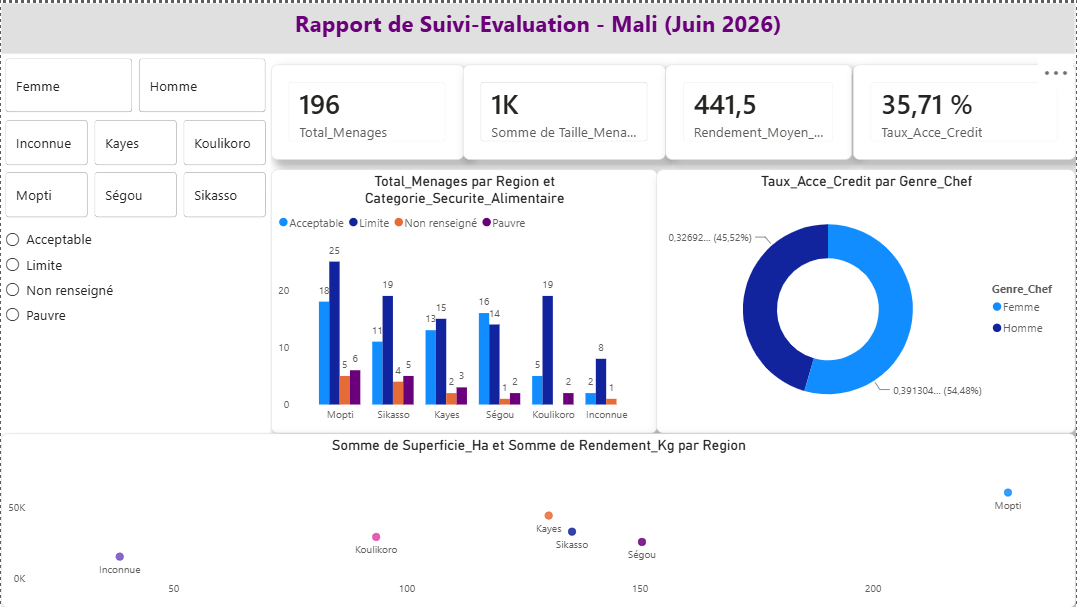 Rapport de Suivi-Evaluation - Mali (Juin 2026)
Femme
Homme
Inconnue
Kayes
Koulikoro
Mopti
Ségou
Sikasso
Acceptable
Limite
Non renseigné
Pauvre
196
Total_Menages
1K
Somme de Taille_Mena...
441,5
Rendement_Moyen_...
35,71 %
Taux_Acce_Credit
Total_Menages par Region et
Categorie_Securite_Alimentaire
Acceptable Limite Non renseigné Pauvre
20
10
0
18 25 5 6
11 19 4 5
13 15 2 3
16 14 1 2
5 19 2
2 8 1
Mopti Sikasso Kayes Ségou Koulikoro Inconnue
Taux_Acce_Credit par Genre_Chef
0,32692... (45,52%)
0,391304... (54,48%)
Genre_Chef
Femme
Homme
Somme de Superficie_Ha et Somme de Rendement_Kg par Region
50K
0K
Inconnue
Koulikoro
Kayes
Sikasso
Ségou
Mopti
50 100 150 200